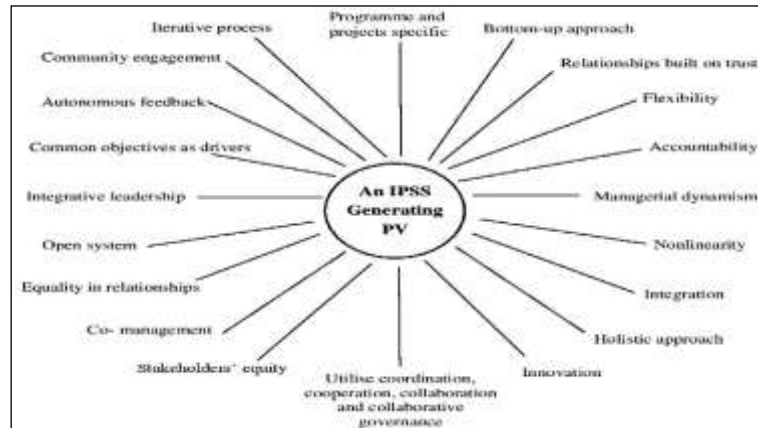 Programme and
projects specific
Iterative process
Bottom-up approach
Community engagement
Relationships built on trust
Autonomous feedback
Flexibility
Common objectives as drivers
Accountability
An IPSS
Generating
PV
Integrative leadership
Managerial dynamism
Open system
Nonlinearity
Equality in relationships
Integration
Co- management
Holistic approach
Stakeholders' equity
Innovation
Utilise coordination,
cooperation, collaboration
and collaborative
governance